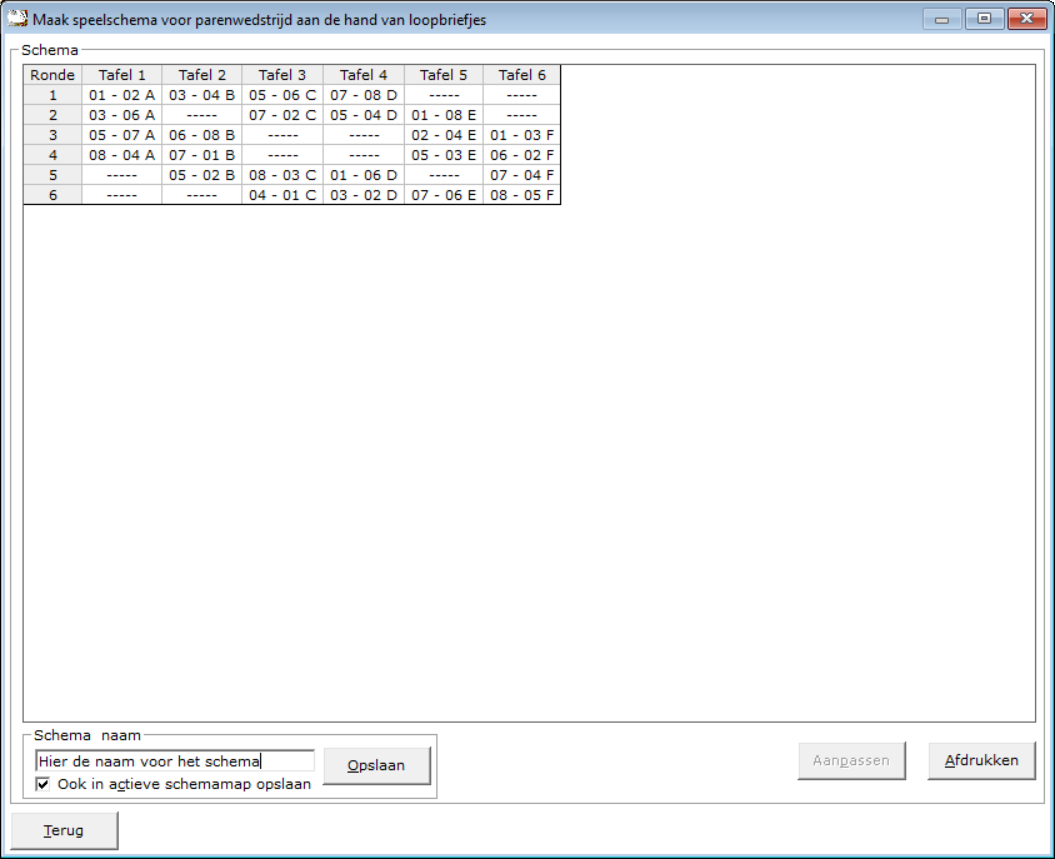 Maak speelschema voor parenwedstrijd aan de hand van loopbriefjes
Schema
Ronde Tafel 1 Tafel 2 Tafel 3 Tafel 4 Tafel 5 Tafel 6
1 01 - 02 A 03 - 04 B 05 - 06 C 07 - 08 D ----- -----
2 03 - 06 A ----- 07 - 02 C 05 - 04 D 01 - 08 E -----
3 05 - 07 A 06 - 08 B ----- ----- 02 - 04 E 01 - 03 F
4 08 - 04 A 07 - 01 B ----- ----- 05 - 03 E 06 - 02 F
5 ----- 05 - 02 B 08 - 03 C 01 - 06 D ----- 07 - 04 F
6 ----- ----- 04 - 01 C 03 - 02 D 07 - 06 E 08 - 05 F
Schema naam
Hier de naam voor het schema
Opslaan
Ook in actieve schemamap opslaan
Aanpassen
Afdrukken
Terug